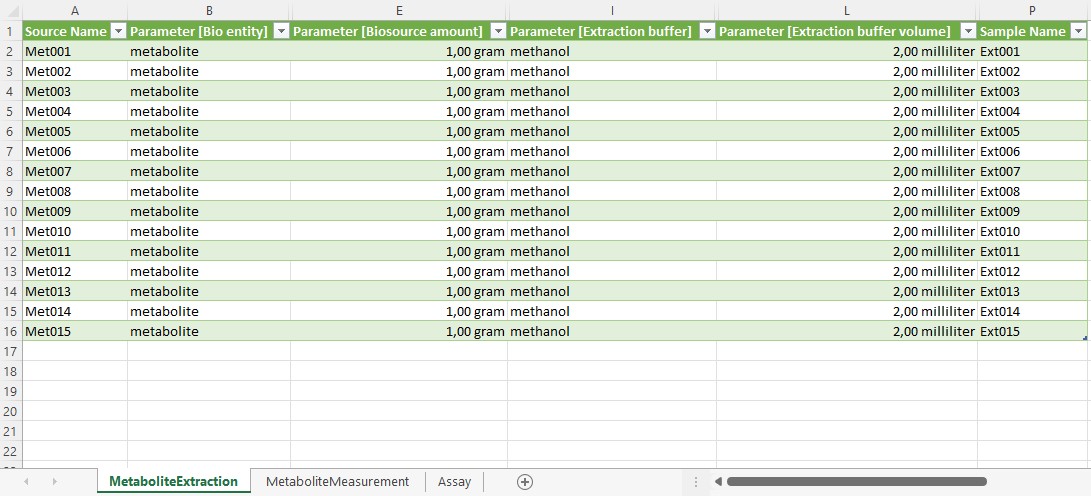 A B E I L P
1 Source Name Parameter [Bio entity] Parameter [Biosource amount] Parameter [Extraction buffer] Parameter [Extraction buffer volume] Sample Name
2 Met001 metabolite 1,00 gram methanol 2,00 milliliter Ext001
3 Met002 metabolite 1,00 gram methanol 2,00 milliliter Ext002
4 Met003 metabolite 1,00 gram methanol 2,00 milliliter Ext003
5 Met004 metabolite 1,00 gram methanol 2,00 milliliter Ext004
6 Met005 metabolite 1,00 gram methanol 2,00 milliliter Ext005
7 Met006 metabolite 1,00 gram methanol 2,00 milliliter Ext006
8 Met007 metabolite 1,00 gram methanol 2,00 milliliter Ext007
9 Met008 metabolite 1,00 gram methanol 2,00 milliliter Ext008
10 Met009 metabolite 1,00 gram methanol 2,00 milliliter Ext009
11 Met010 metabolite 1,00 gram methanol 2,00 milliliter Ext010
12 Met011 metabolite 1,00 gram methanol 2,00 milliliter Ext011
13 Met012 metabolite 1,00 gram methanol 2,00 milliliter Ext012
14 Met013 metabolite 1,00 gram methanol 2,00 milliliter Ext013
15 Met014 metabolite 1,00 gram methanol 2,00 milliliter Ext014
16 Met015 metabolite 1,00 gram methanol 2,00 milliliter Ext015
17
18
19
20
21
22
MetaboliteExtraction MetaboliteMeasurement Assay